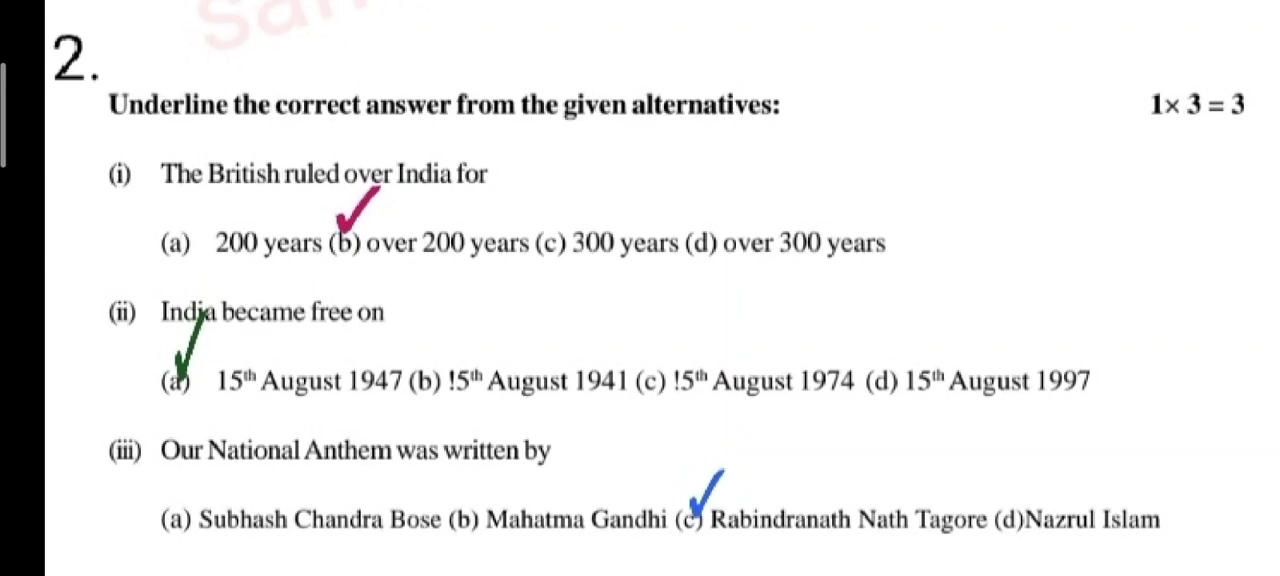 2.
Underline the correct answer from the given alternatives: 1× 3 = 3
(i) The British ruled over India for
(a) 200 years (b) over 200 years (c) 300 years (d) over 300 years
(ii) India became free on
(a) 15th August 1947 (b) !5th August 1941 (c) !5th August 1974 (d) 15th August 1997
(iii) Our National Anthem was written by
(a) Subhash Chandra Bose (b) Mahatma Gandhi (c) Rabindranath Nath Tagore (d)Nazrul Islam